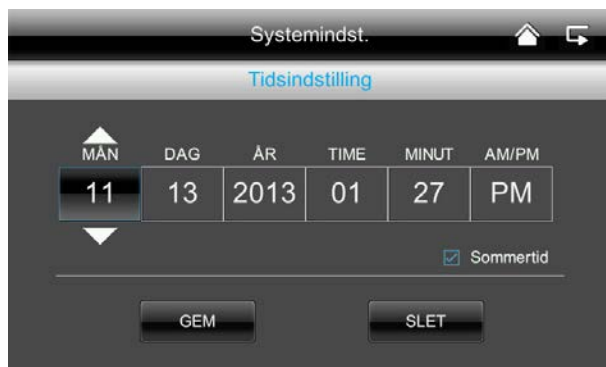 Systemindst.
Tidsindstilling
MÅN DAG ÅR TIME MINUT AM/PM
11 13 2013 01 27 PM
Sommertid
GEM SLET